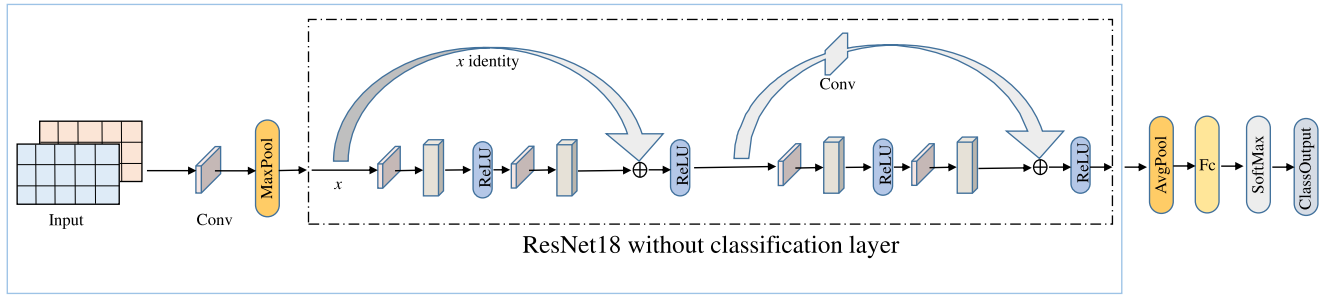 Input
Conv
MaxPool
x
x identity
ReLU
ReLU
Conv
ReLU
ReLU
ResNet18 without classification layer
AvgPool
Fc
SoftMax
ClassOutput